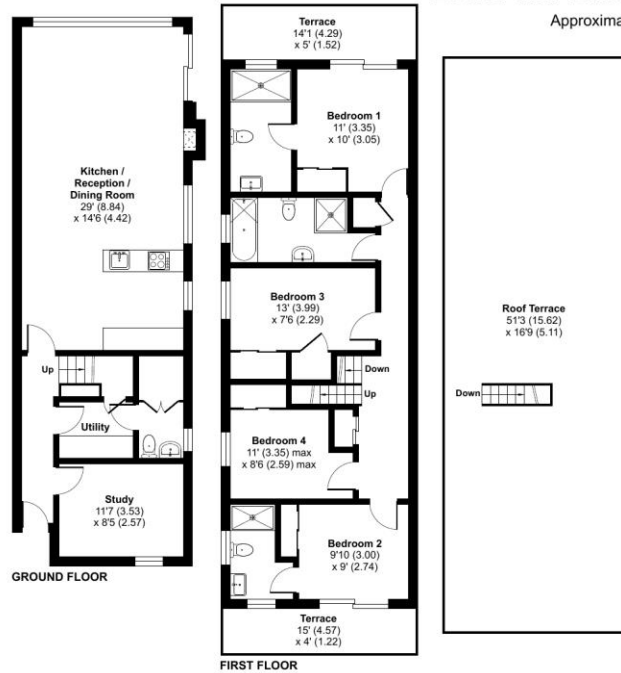 Approxima
Terrace
14'1 (4.29)
x 5' (1.52)
Bedroom 1
11' (3.35)
x 10' (3.05)
Kitchen /
Reception /
Dining Room
29' (8.84)
x 14'6 (4.42)
Bedroom 3
13' (3.99)
x 7'6 (2.29)
Roof Terrace
51'3 (15.62)
x 16'9 (5.11)
Up
Down
Up
Down
Utility
Bedroom 4
11' (3.35) max
x 8'6 (2.59) max
Study
11'7 (3.53)
x 8'5 (2.57)
Bedroom 2
9'10 (3.00)
x 9' (2.74)
GROUND FLOOR
Terrace
15' (4.57)
x 4' (1.22)
FIRST FLOOR